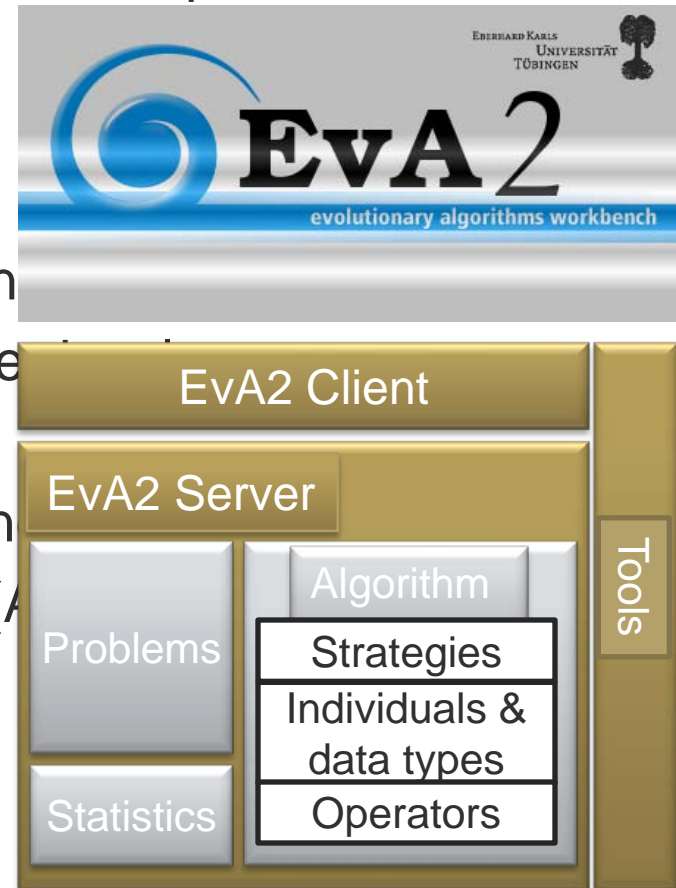 EBERHARD KARLS
UNIVERSITÄT
TÜBINGEN
EvA2
evolutionary algorithms workbench
EvA2 Client
EvA2 Server
Tools
Algorithm
Problems
Strategies
Individuals &
data types
Operators
Statistics